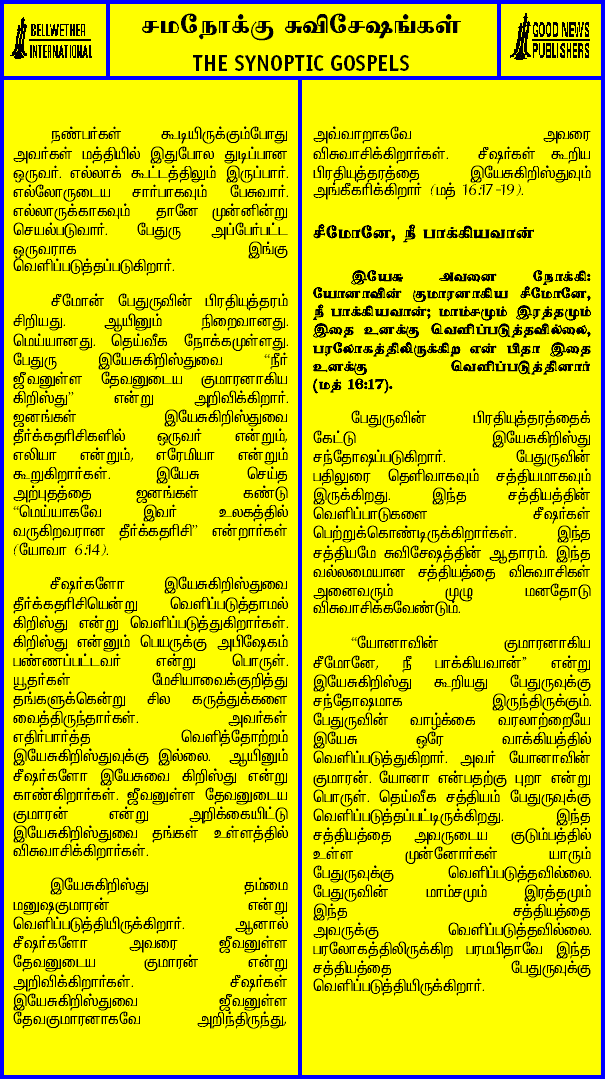 BELLWETHER
INTERNATIONAL
சமநோக்கு சுவிசேஷங்கள்
THE SYNOPTIC GOSPELS
GOOD NEWS
PUBLISHERS
நண்பர்கள் கூடியிருக்கும்போது
அவர்கள் மத்தியில் இதுபோல துடிப்பான
ஒருவர். எல்லாக் கூட்டத்திலும் இருப்பார்.
எல்லோருடைய சார்பாகவும் பேசுவார்.
எல்லாருக்காகவும் தானே முன்னின்று
செயல்படுவார். பேதுரு அப்பேர்பட்ட
ஒருவராக இங்கு
வெளிப்படுத்தப்படுகிறார்.
சீமோன் பேதுருவின் பிரதியுத்தரம்
சிறியது. ஆயினும் நிறைவானது.
மெய்யானது. தெய்வீக நோக்கமுள்ளது.
பேதுரு இயேசுகிறிஸ்துவை “நீர்
ஜீவனுள்ள தேவனுடைய குமாரனாகிய
கிறிஸ்து” என்று அறிவிக்கிறார்.
ஜனங்கள் இயேசுகிறிஸ்துவை
தீர்க்கதரிசிகளில் ஒருவர் என்றும்,
எலியா என்றும், எரேமியா என்றும்
கூறுகிறார்கள். இயேசு செய்த
அற்புதத்தை ஜனங்கள் கண்டு
“மெய்யாகவே இவர் உலகத்தில்
வருகிறவரான தீர்க்கதரிசி” என்றார்கள்
(யோவா 6:14).
சீஷர்களோ இயேசுகிறிஸ்துவை
தீர்க்கதரிசியென்று வெளிப்படுத்தாமல்
கிறிஸ்து என்று வெளிப்படுத்துகிறார்கள்.
கிறிஸ்து என்னும் பெயருக்கு அபிஷேகம்
பண்ணப்பட்டவர் என்று பொருள்.
யூதர்கள் மேசியாவைக்குறித்து
தங்களுக்கென்று சில கருத்துக்களை
வைத்திருந்தார்கள். அவர்கள்
எதிர்பார்த்த வெளித்தோற்றம்
இயேசுகிறிஸ்துவுக்கு இல்லை. ஆயினும்
சீஷர்களோ இயேசுவை கிறிஸ்து என்று
காண்கிறார்கள். ஜீவனுள்ள தேவனுடைய
குமாரன் என்று அறிக்கையிட்டு
இயேசுகிறிஸ்துவை தங்கள் உள்ளத்தில்
விசுவாசிக்கிறார்கள்.
இயேசுகிறிஸ்து தம்மை
மனுஷகுமாரன் என்று
வெளிப்படுத்தியிருக்கிறார். ஆனால்
சீஷர்களோ அவரை ஜீவனுள்ள
தேவனுடைய குமாரன் என்று
அறிவிக்கிறார்கள். சீஷர்கள்
இயேசுகிறிஸ்துவை ஜீவனுள்ள
தேவகுமாரனாகவே அறிந்திருந்து,
அவ்வாறாகவே அவரை
விசுவாசிக்கிறார்கள். சீஷர்கள் கூறிய
பிரதியுத்தரத்தை இயேசுகிறிஸ்துவும்
அங்கீகரிக்கிறார் (மத் 16:17-19).
சீமோனே, நீ பாக்கியவான்
இயேசு அவனை நோக்கி:
யோனாவின் குமாரனாகிய சீமோனே,
நீ பாக்கியவான்; மாம்சமும் இரத்தமும்
இதை உனக்கு வெளிப்படுத்தவில்லை,
பரலோகத்திலிருக்கிற என் பிதா இதை
உனக்கு வெளிப்படுத்தினார்
(மத் 16:17).
பேதுருவின் பிரதியுத்தரத்தைக்
கேட்டு இயேசுகிறிஸ்து
சந்தோஷப்படுகிறார். பேதுருவின்
பதிலுரை தெளிவாகவும் சத்தியமாகவும்
இருக்கிறது. இந்த சத்தியத்தின்
வெளிப்பாடுகளை சீஷர்கள்
பெற்றுக்கொண்டிருக்கிறார்கள். இந்த
சத்தியமே சுவிசேஷத்தின் ஆதாரம். இந்த
வல்லமையான சத்தியத்தை விசுவாசிகள்
அனைவரும் முழு மனதோடு
விசுவாசிக்கவேண்டும்.
“யோனாவின் குமாரனாகிய
சீமோனே, நீ பாக்கியவான்” என்று
இயேசுகிறிஸ்து கூறியது பேதுருவுக்கு
சந்தோஷமாக இருந்திருக்கும்.
பேதுருவின் வாழ்க்கை வரலாற்றையே
இயேசு ஒரே வாக்கியத்தில்
வெளிப்படுத்துகிறார். அவர் யோனாவின்
குமாரன். யோனா என்பதற்கு புறா என்று
பொருள். தெய்வீக சத்தியம் பேதுருவுக்கு
வெளிப்படுத்தப்பட்டிருக்கிறது. இந்த
சத்தியத்தை அவருடைய குடும்பத்தில்
உள்ள முன்னோர்கள் யாரும்
பேதுருவுக்கு வெளிப்படுத்தவில்லை.
பேதுருவின் மாம்சமும் இரத்தமும்
இந்த சத்தியத்தை
அவருக்கு வெளிப்படுத்தவில்லை.
பரலோகத்திலிருக்கிற பரமபிதாவே இந்த
சத்தியத்தை பேதுருவுக்கு
வெளிப்படுத்தியிருக்கிறார்.